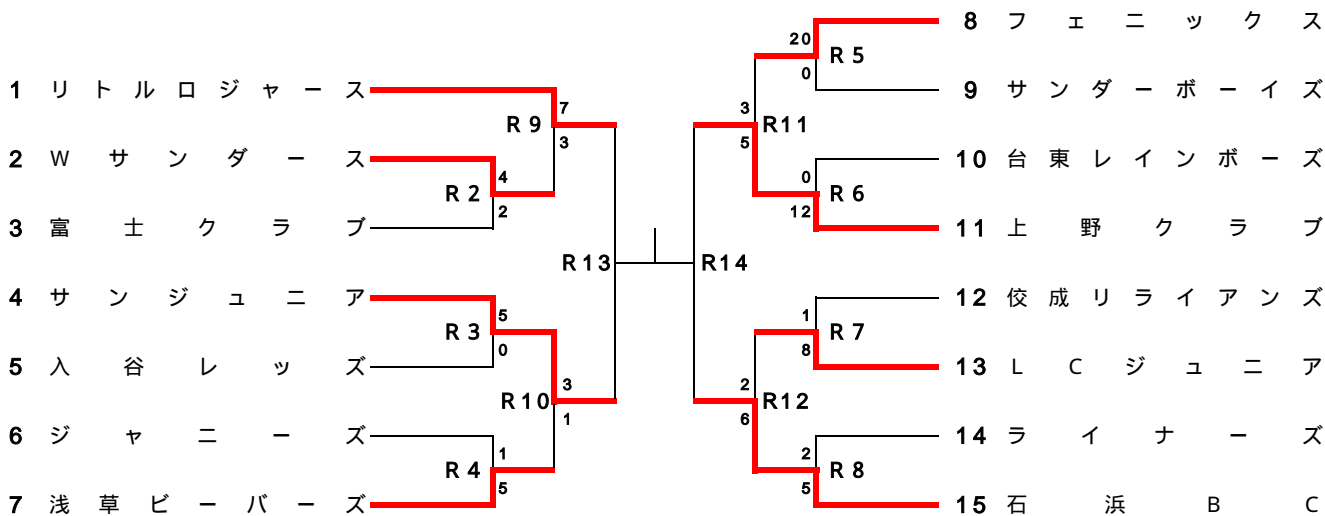 8 フェニックス
20
R5
0
1 リトルロジャース
9 サンダーボーイズ
7
3
R9
R11
3
5
2 Wサンダース
10 台東レインボーズ
4
0
R2
R6
2
12
3 富士クラブ
11 上野クラブ
R13
R14
4 サンジュニア
12 佼成リライアンズ
5
1
R3
R7
0
8
5 入谷レッズ
13 LCジュニア
3
2
R10
R12
1
6
6 ジャニーズ
14 ライナーズ
1
2
R4
R8
5
5
7 浅草ビーバーズ
15 石浜BC